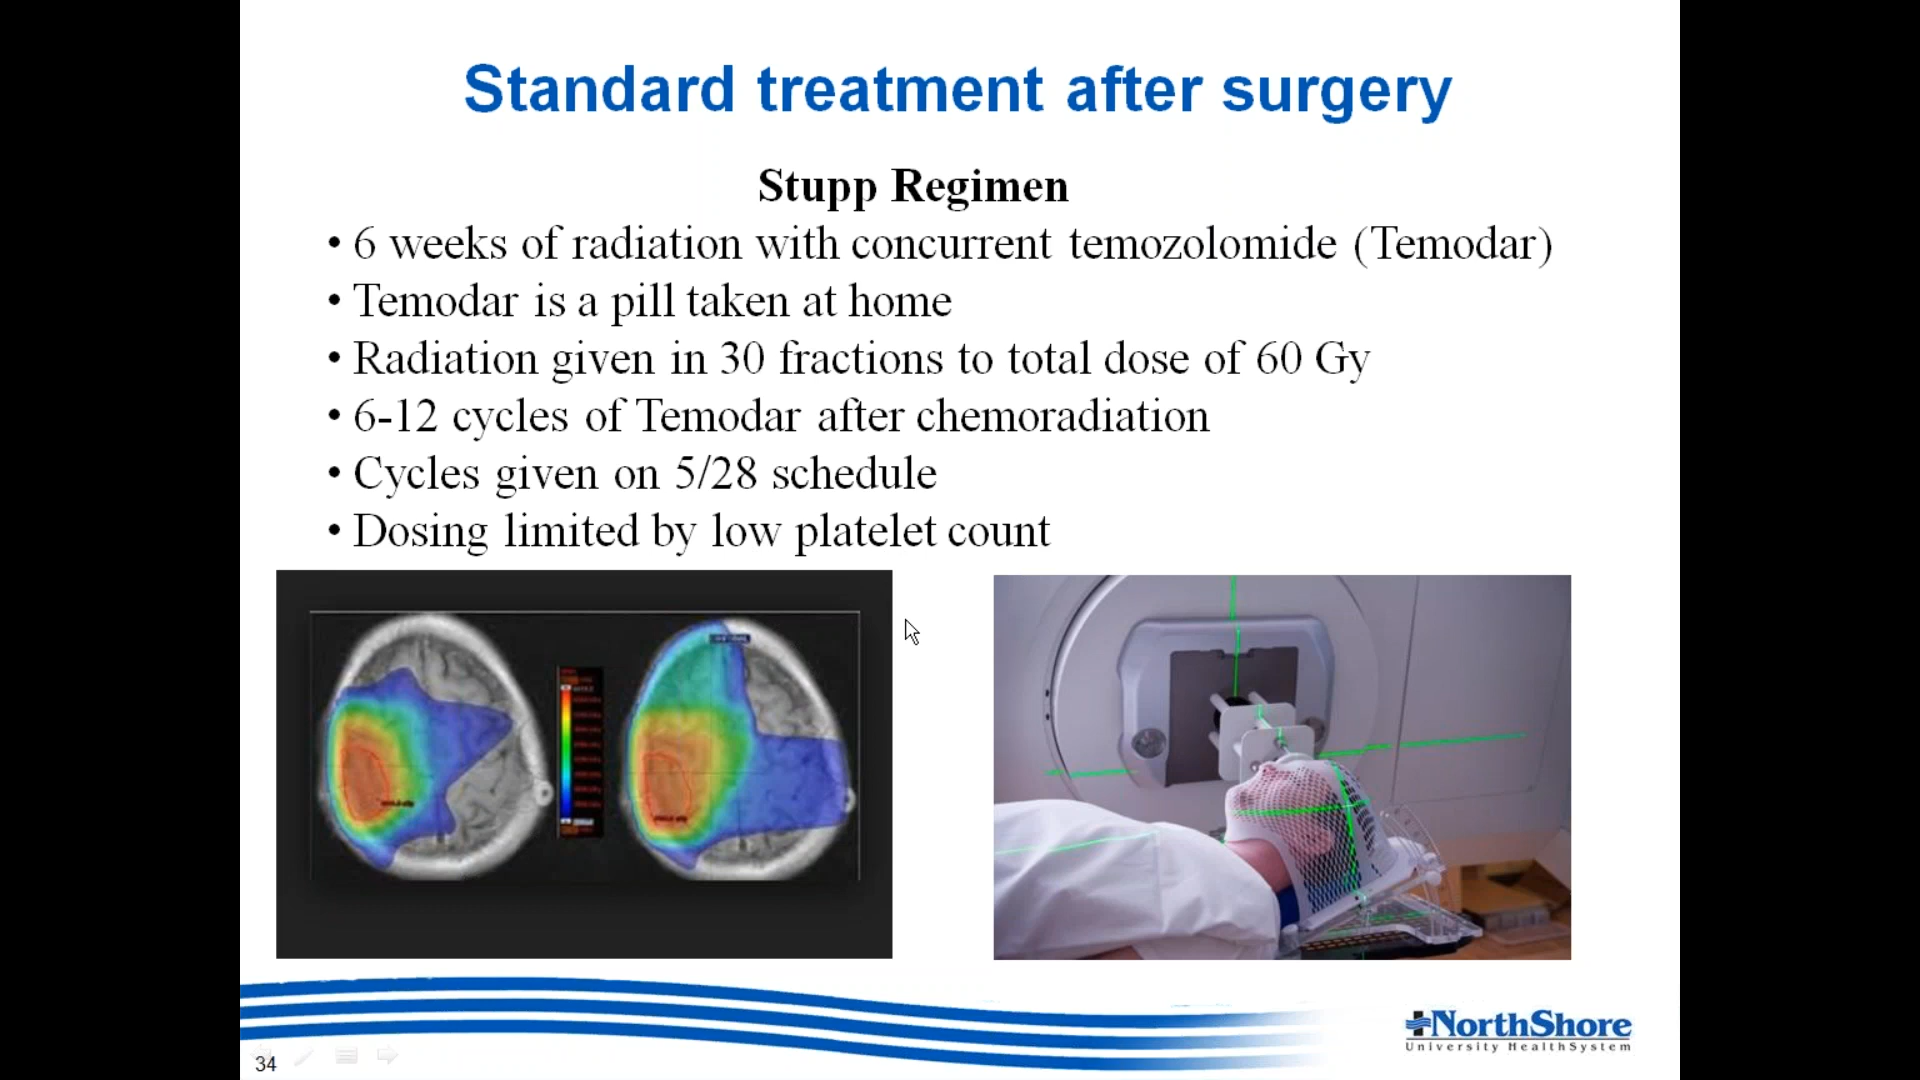 Standard treatment after surgery
Stupp Regimen
• 6 weeks of radiation with concurrent temozolomide (Temodar)
• Temodar is a pill taken at home
• Radiation given in 30 fractions to total dose of 60 Gy
• 6-12 cycles of Temodar after chemoradiation
• Cycles given on 5/28 schedule
• Dosing limited by low platelet count
NorthShore
University HealthSystem
34